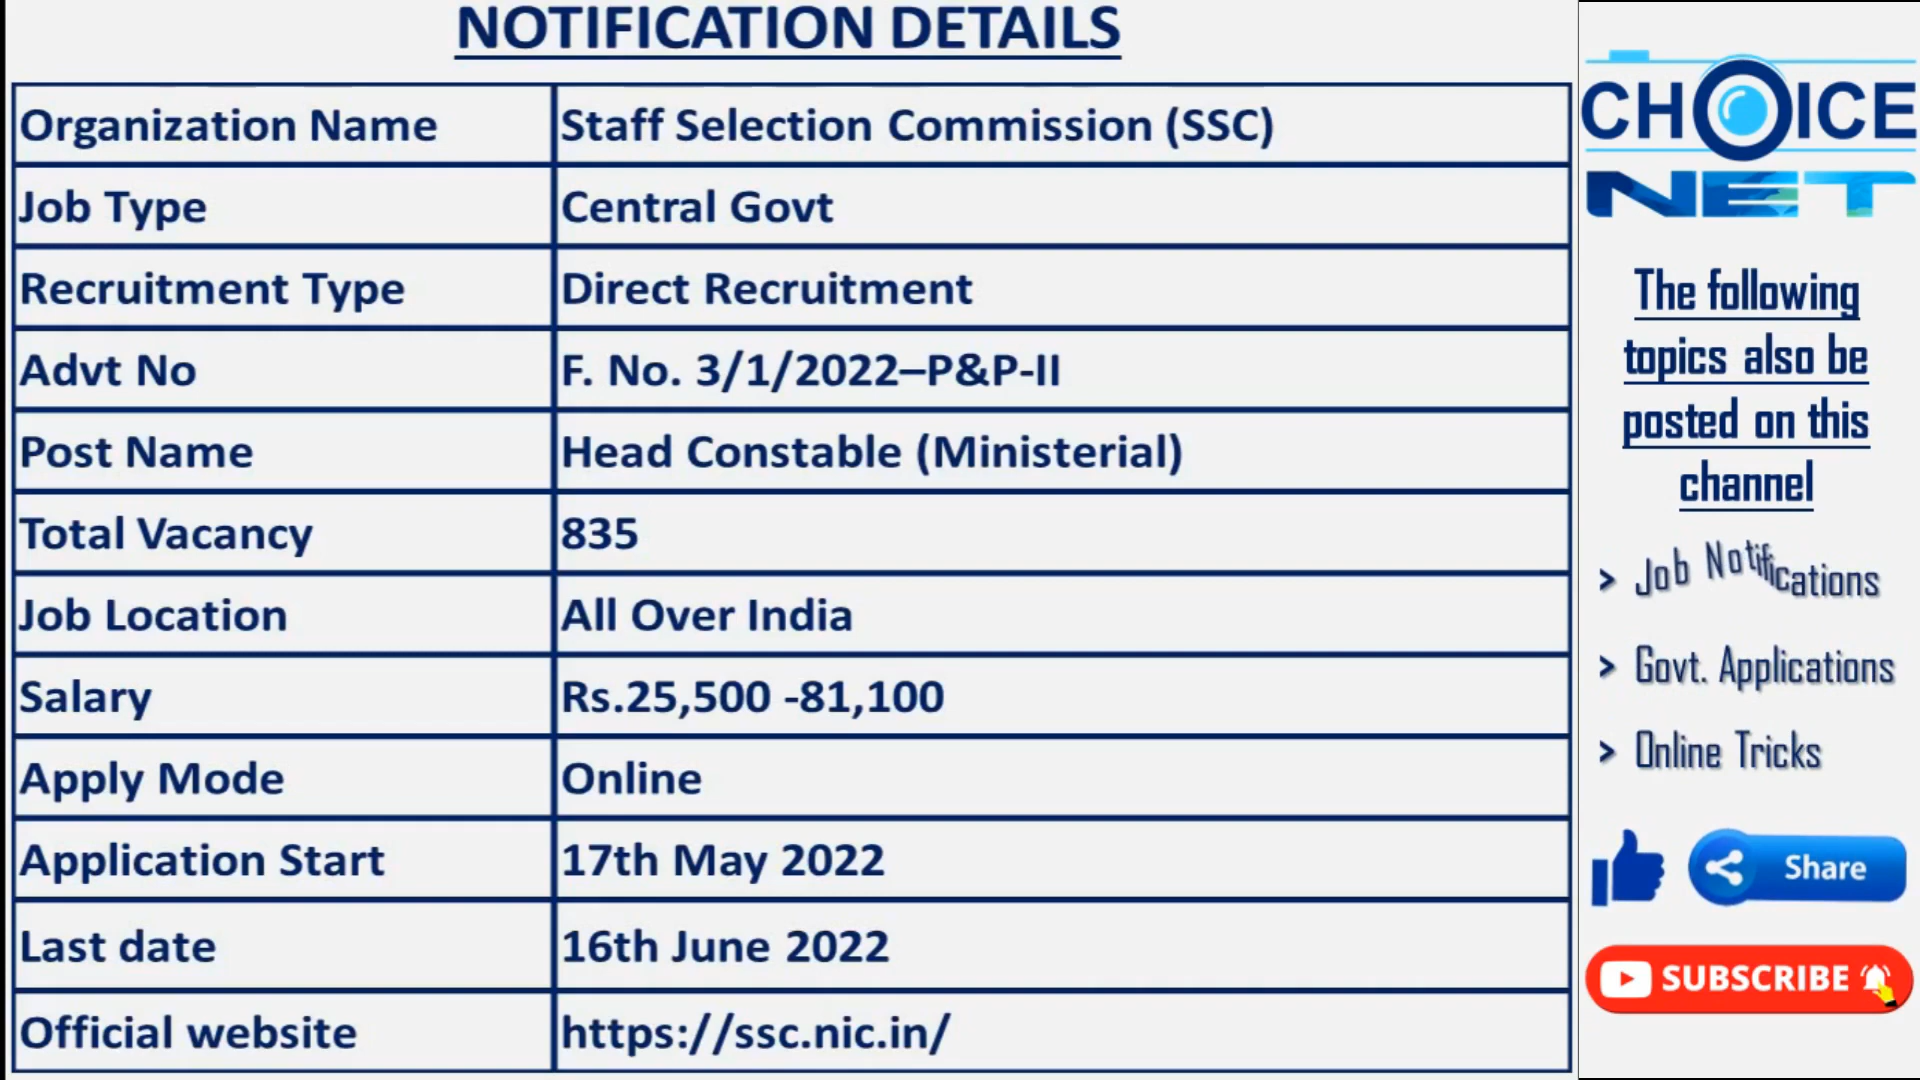 NOTIFICATION DETAILS
Organization Name Staff Selection Commission (SSC)
Job Type Central Govt
Recruitment Type Direct Recruitment
Advt No F. No. 3/1/2022–P&P-II
Post Name Head Constable (Ministerial)
Total Vacancy 835
Job Location All Over India
Salary Rs.25,500 -81,100
Apply Mode Online
Application Start 17th May 2022
Last date 16th June 2022
Official website https://ssc.nic.in/
CHOICE
NET
The following
topics also be
posted on this
channel
> Job Notifications
> Govt. Applications
> Online Tricks
Share
SUBSCRIBE